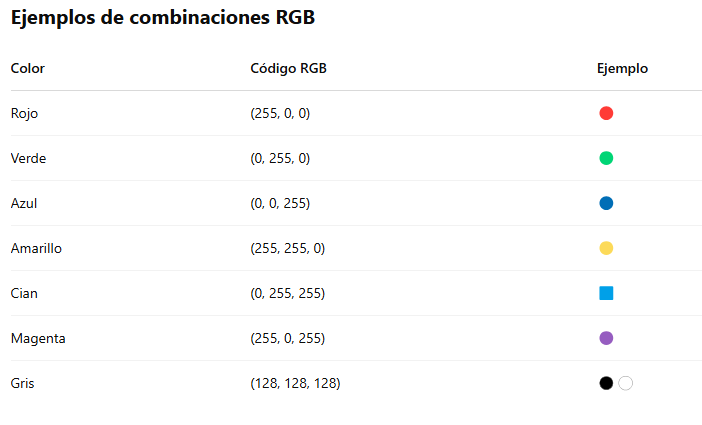 Ejemplos de combinaciones RGB
Color Código RGB Ejemplo
Rojo (255, 0, 0)
Verde (0, 255, 0)
Azul (0, 0, 255)
Amarillo (255, 255, 0)
Cian (0, 255, 255)
Magenta (255, 0, 255)
Gris (128, 128, 128)